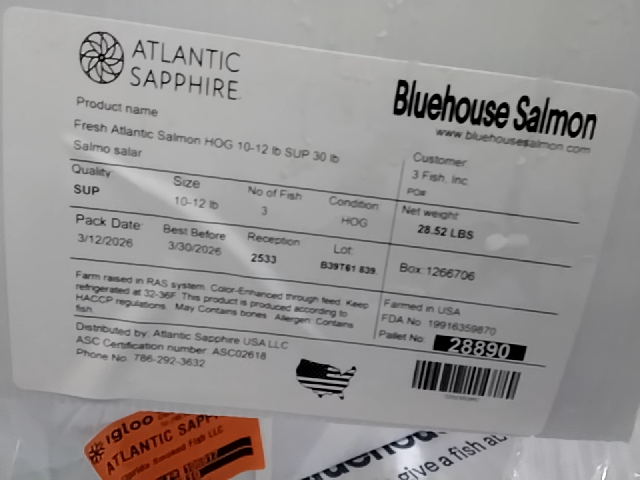 ATLANTIC
SAPPHIRE
Bluehouse Salmon
www.bluehousesalmon.com
Product name
Fresh Atlantic Salmon HOG 10-12 lb SUP 30 lb
Salmo salar
Customer:
3 Fish, Inc.
PO#
Quality: Size No of Fish Condition:
SUP 10-12 lb 3 HOG
Net weight:
28.52 LBS
Pack Date: Best Before Reception Lot:
3/12/2026 3/30/2026 2533 B39T61.839.
Box: 1266706
Farm raised in RAS system. Color-Enhanced through feed. Keep
refrigerated at 32-36F. This product is produced according to
HACCP regulations. May Contains bones. Allergen: Contains
fish.
Farmed in USA
FDA No: 19916359870
Pallet No: 28890
Distributed by: Atlantic Sapphire USA LLC
ASC Certification number: ASC02618
Phone No. 786-292-3632
igloo
ATLANTIC SAPP
Smoked Fish LLC
give a fish ab